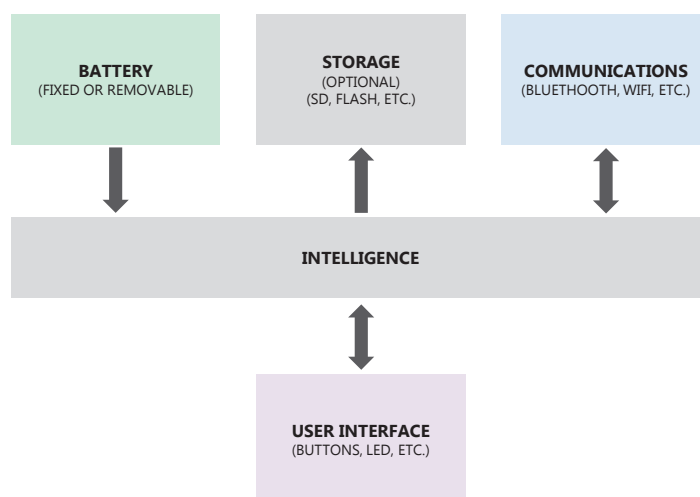 BATTERY
(FIXED OR REMOVABLE)
STORAGE
(OPTIONAL)
(SD, FLASH, ETC.)
COMMUNICATIONS
(BLUETHOOTH, WIFI, ETC.)
INTELLIGENCE
USER INTERFACE
(BUTTONS, LED, ETC.)